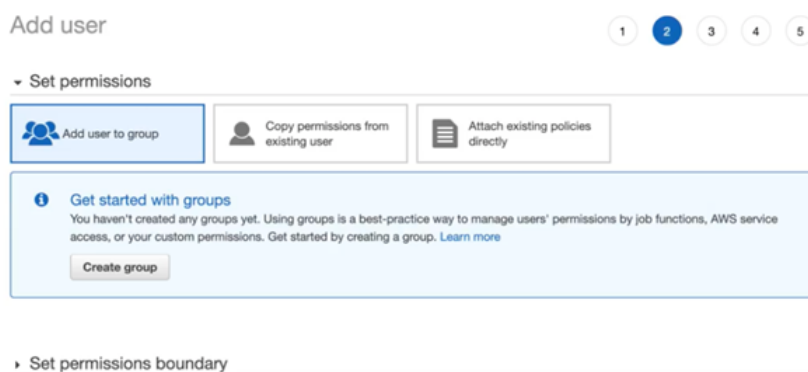 Add user
1 2 3 4 5
Set permissions
Add user to group
Copy permissions from
existing user
Attach existing policies
directly
Get started with groups
You haven't created any groups yet. Using groups is a best-practice way to manage users' permissions by job functions, AWS service
access, or your custom permissions. Get started by creating a group. Learn more
Create group
Set permissions boundary